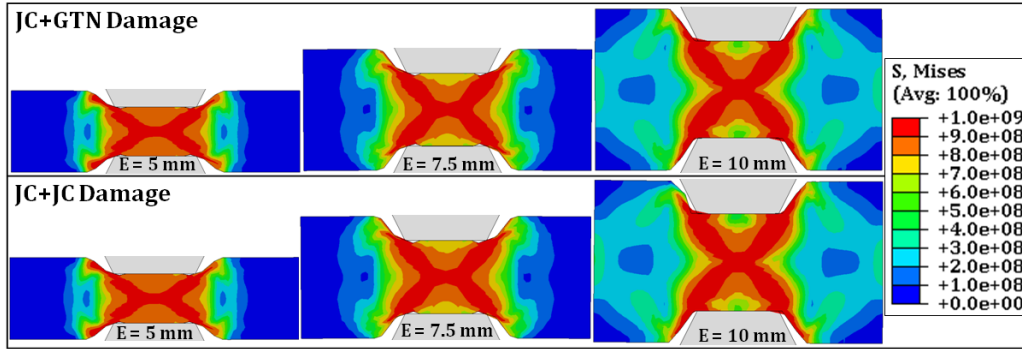 JC+GTN Damage
E = 5 mm
E = 7.5 mm
E = 10 mm
JC+JC Damage
E = 5 mm
E = 7.5 mm
E = 10 mm
S, Mises
(Avg: 100%)
+1.0e+09
+9.0e+08
+8.0e+08
+7.0e+08
+6.0e+08
+5.0e+08
+4.0e+08
+3.0e+08
+2.0e+08
+1.0e+08
+0.0e+00